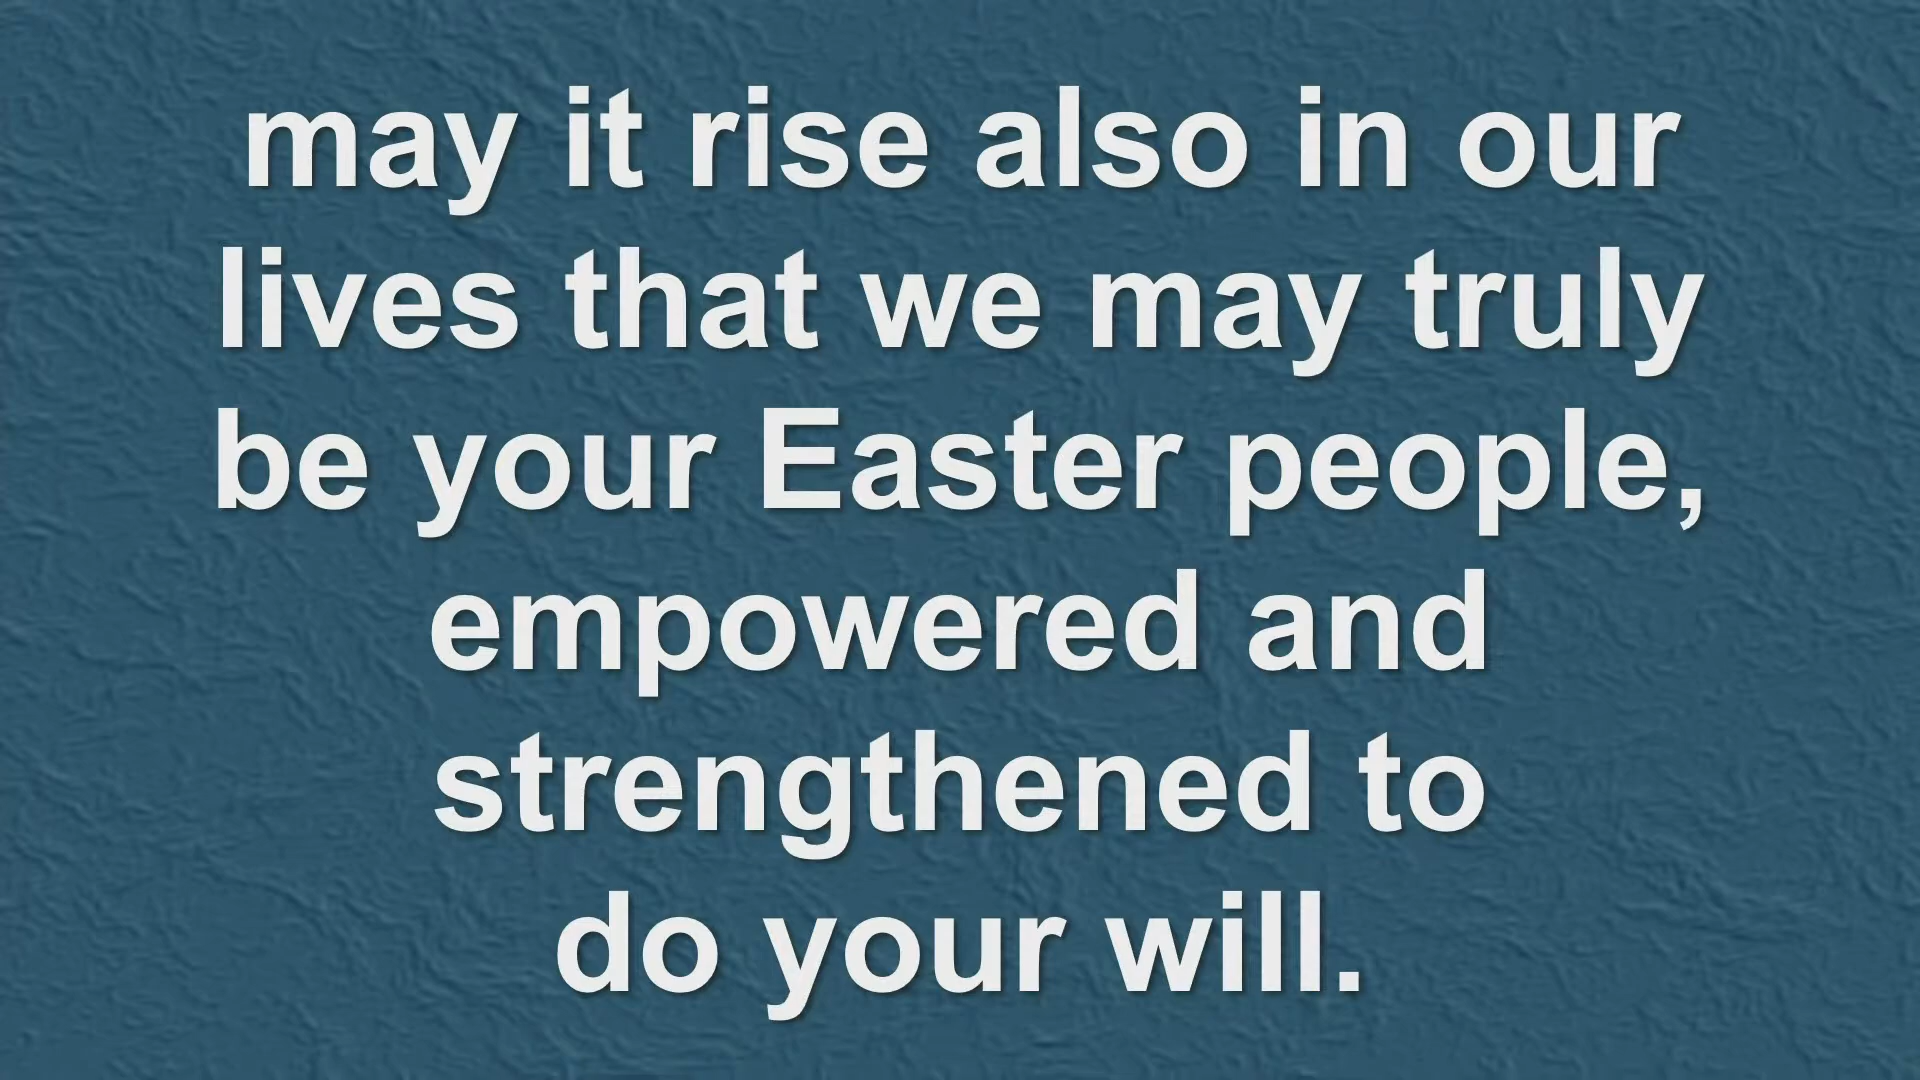 may it rise also in our
lives that we may truly
be your Easter people,
empowered and
strengthened to
do your will.